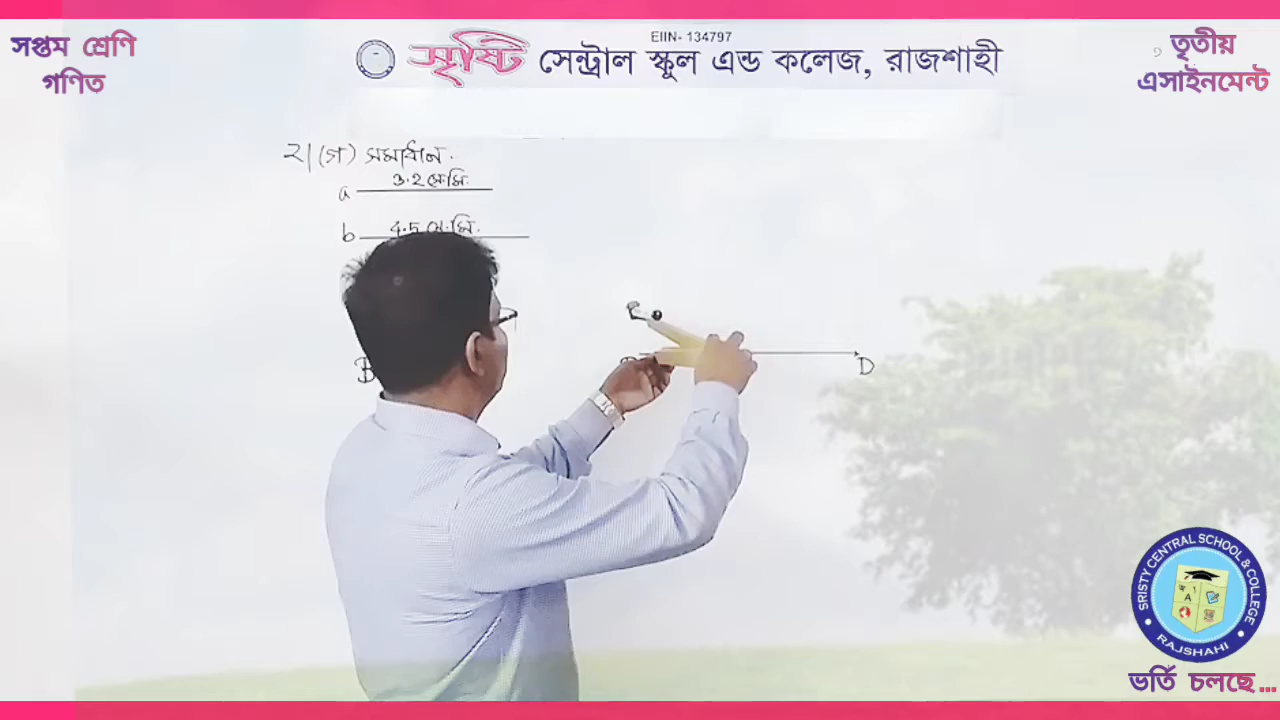 সপ্তম শ্রেণি
গণিত
EIIN- 134797
সৃষ্টি সেন্ট্রাল স্কুল এন্ড কলেজ, রাজশাহী
তৃতীয়
এসাইনমেন্ট
২। (গ) সমাধান.
a 3.2 সে.মি.
b 4.5 সে.মি.
B
D
SRISTY CENTRAL SCHOOL & COLLEGE
RAJSHAHI
ভর্তি চলছে...